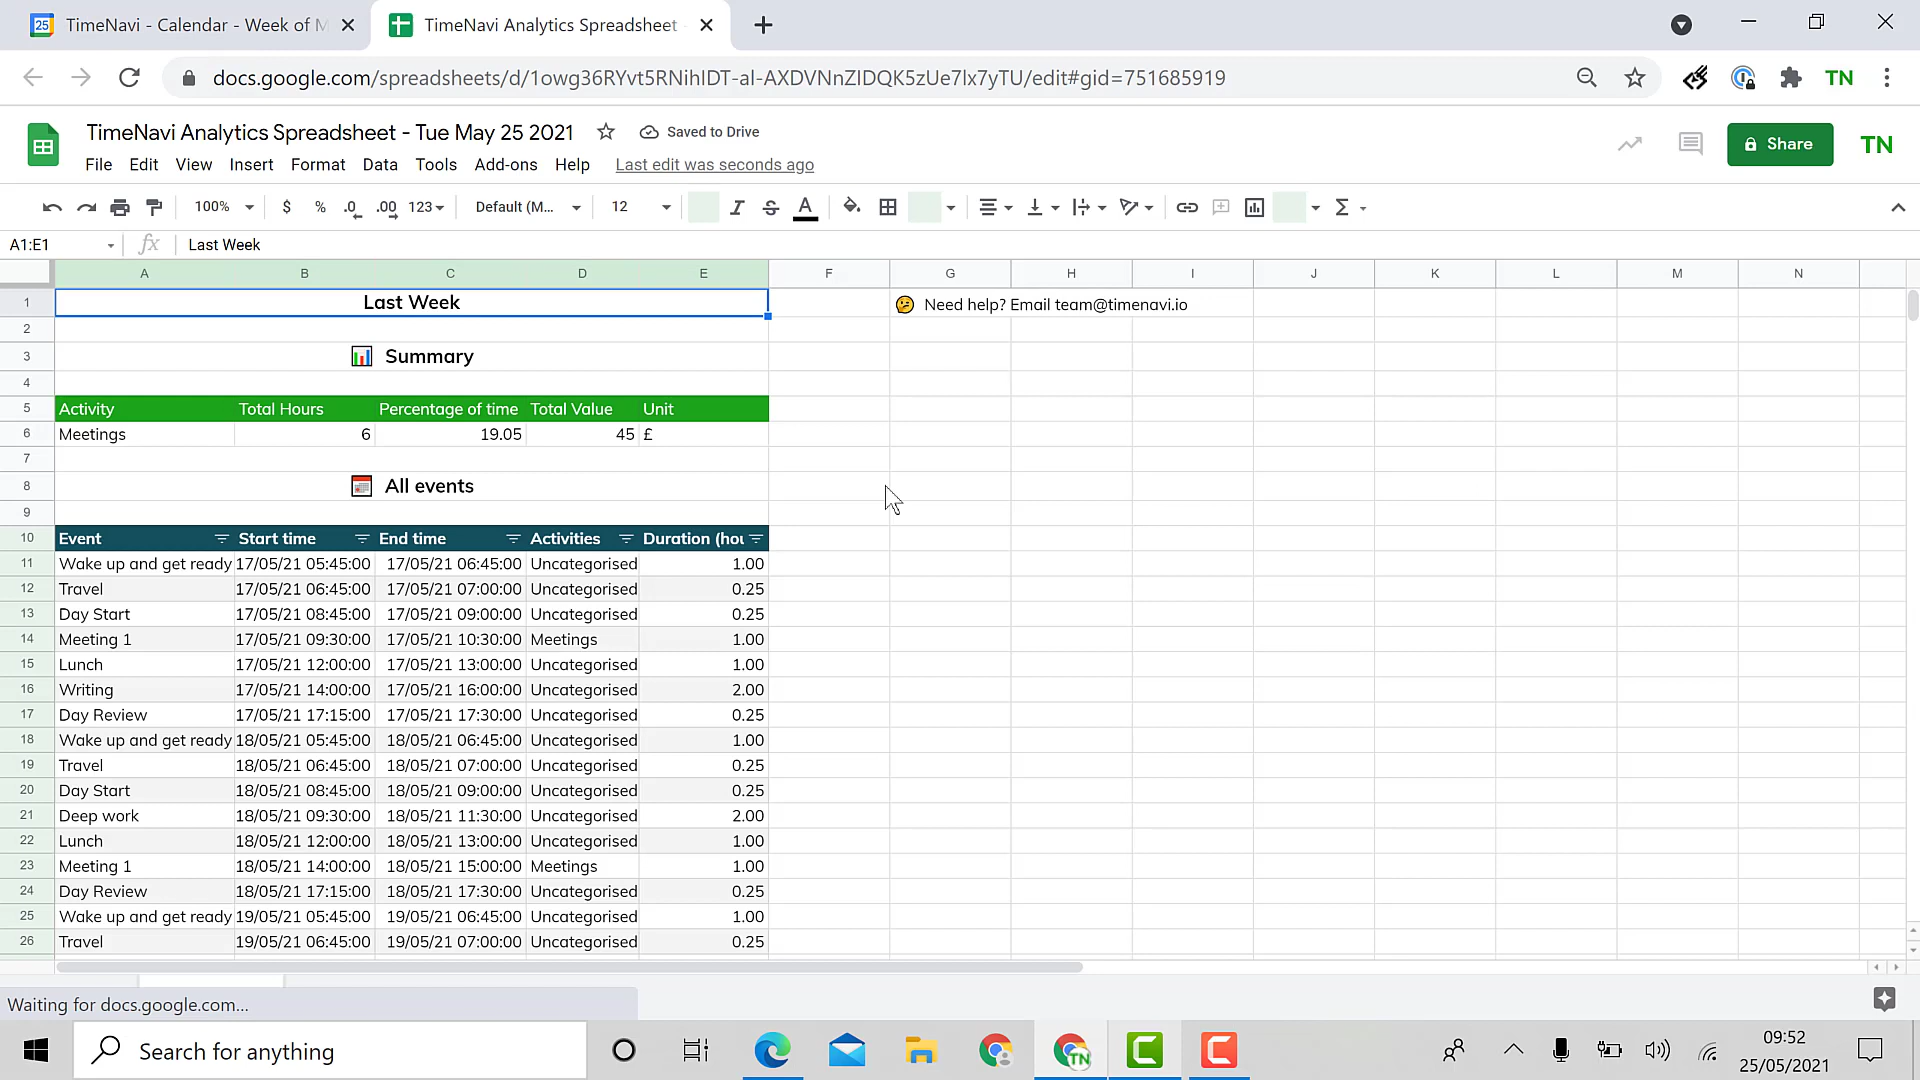 25 TimeNavi - Calendar - Week of M
TimeNavi Analytics Spreadsheet -
docs.google.com/spreadsheets/d/1owg36RYvt5RNihIDT-al-AXDVNnZIDQK5zUe7lx7yTU/edit#gid=751685919
TN
TimeNavi Analytics Spreadsheet - Tue May 25 2021 Saved to Drive
File Edit View Insert Format Data Tools Add-ons Help Last edit was seconds ago
Share TN
100% $ % .0 .00 123 Default (M... 12 A Σ
A1:E1 fx Last Week
A B C D E F G H I J K L M N
1 Last Week Need help? Email team@timenavi.io
2
3 Summary
4
5 Activity Total Hours Percentage of time Total Value Unit
6 Meetings 6 19.05 45 £
7
8 All events
9
10 Event Start time End time Activities Duration (hou
11 Wake up and get ready 17/05/21 05:45:00 17/05/21 06:45:00 Uncategorised 1.00
12 Travel 17/05/21 06:45:00 17/05/21 07:00:00 Uncategorised 0.25
13 Day Start 17/05/21 08:45:00 17/05/21 09:00:00 Uncategorised 0.25
14 Meeting 1 17/05/21 09:30:00 17/05/21 10:30:00 Meetings 1.00
15 Lunch 17/05/21 12:00:00 17/05/21 13:00:00 Uncategorised 1.00
16 Writing 17/05/21 14:00:00 17/05/21 16:00:00 Uncategorised 2.00
17 Day Review 17/05/21 17:15:00 17/05/21 17:30:00 Uncategorised 0.25
18 Wake up and get ready 18/05/21 05:45:00 18/05/21 06:45:00 Uncategorised 1.00
19 Travel 18/05/21 06:45:00 18/05/21 07:00:00 Uncategorised 0.25
20 Day Start 18/05/21 08:45:00 18/05/21 09:00:00 Uncategorised 0.25
21 Deep work 18/05/21 09:30:00 18/05/21 11:30:00 Uncategorised 2.00
22 Lunch 18/05/21 12:00:00 18/05/21 13:00:00 Uncategorised 1.00
23 Meeting 1 18/05/21 14:00:00 18/05/21 15:00:00 Meetings 1.00
24 Day Review 18/05/21 17:15:00 18/05/21 17:30:00 Uncategorised 0.25
25 Wake up and get ready 19/05/21 05:45:00 19/05/21 06:45:00 Uncategorised 1.00
26 Travel 19/05/21 06:45:00 19/05/21 07:00:00 Uncategorised 0.25
Waiting for docs.google.com...
Search for anything
TN
09:52
25/05/2021